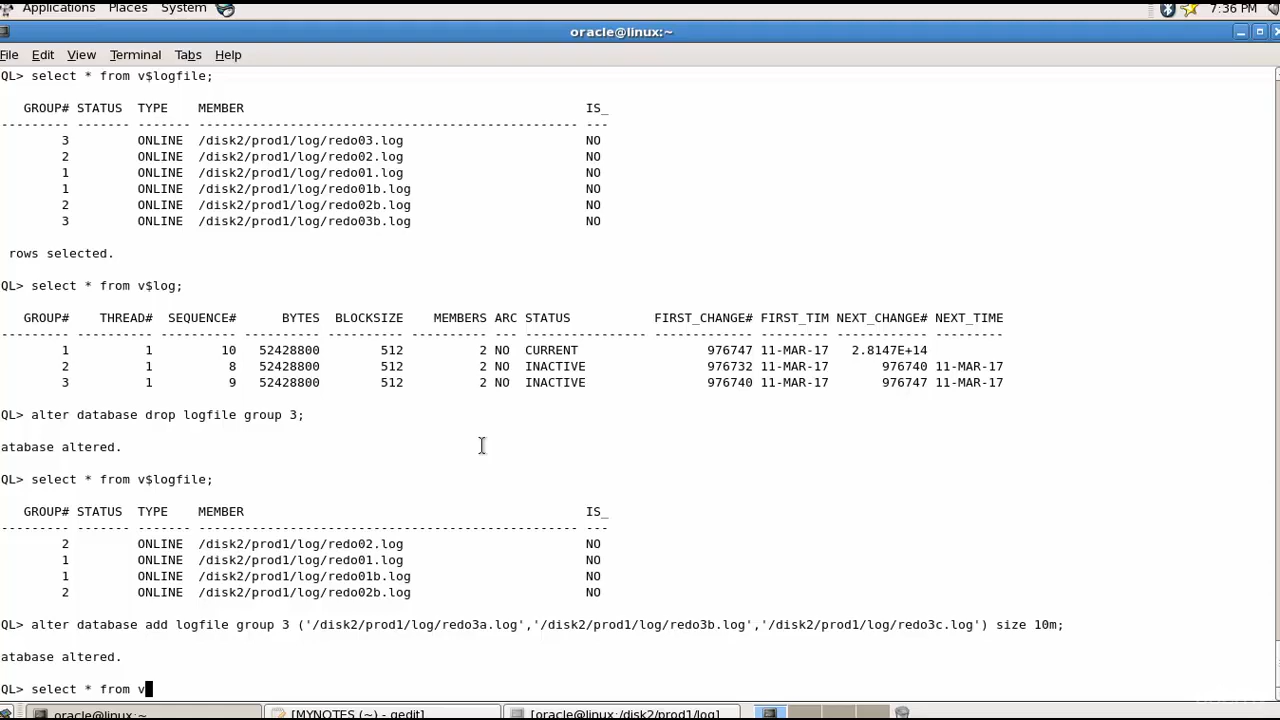 Applications Places System 7:36 PM
oracle@linux:~
File Edit View Terminal Tabs Help
QL> select * from v$logfile;
GROUP# STATUS TYPE MEMBER IS_
--------- ------- ------- -------------------------------------------------- ---
3 ONLINE /disk2/prod1/log/redo03.log NO
2 ONLINE /disk2/prod1/log/redo02.log NO
1 ONLINE /disk2/prod1/log/redo01.log NO
1 ONLINE /disk2/prod1/log/redo01b.log NO
2 ONLINE /disk2/prod1/log/redo02b.log NO
3 ONLINE /disk2/prod1/log/redo03b.log NO
rows selected.
QL> select * from v$log;
GROUP# THREAD# SEQUENCE# BYTES BLOCKSIZE MEMBERS ARC STATUS FIRST_CHANGE# FIRST_TIM NEXT_CHANGE# NEXT_TIME
--------- ---------- ---------- ---------- ---------- ---------- --- ---------------- ------------- --------- ------------ ---------
1 1 10 52428800 512 2 NO CURRENT 976747 11-MAR-17 2.8147E+14
2 1 8 52428800 512 2 NO INACTIVE 976732 11-MAR-17 976740 11-MAR-17
3 1 9 52428800 512 2 NO INACTIVE 976740 11-MAR-17 976747 11-MAR-17
QL> alter database drop logfile group 3;
atabase altered.
QL> select * from v$logfile;
GROUP# STATUS TYPE MEMBER IS_
--------- ------- ------- -------------------------------------------------- ---
2 ONLINE /disk2/prod1/log/redo02.log NO
1 ONLINE /disk2/prod1/log/redo01.log NO
1 ONLINE /disk2/prod1/log/redo01b.log NO
2 ONLINE /disk2/prod1/log/redo02b.log NO
QL> alter database add logfile group 3 ('/disk2/prod1/log/redo3a.log','/disk2/prod1/log/redo3b.log','/disk2/prod1/log/redo3c.log') size 10m;
atabase altered.
QL> select * from v
oracle@linux:~ [MYNOTES (~) - gedit] [oracle@linux:/disk2/prod1/log]